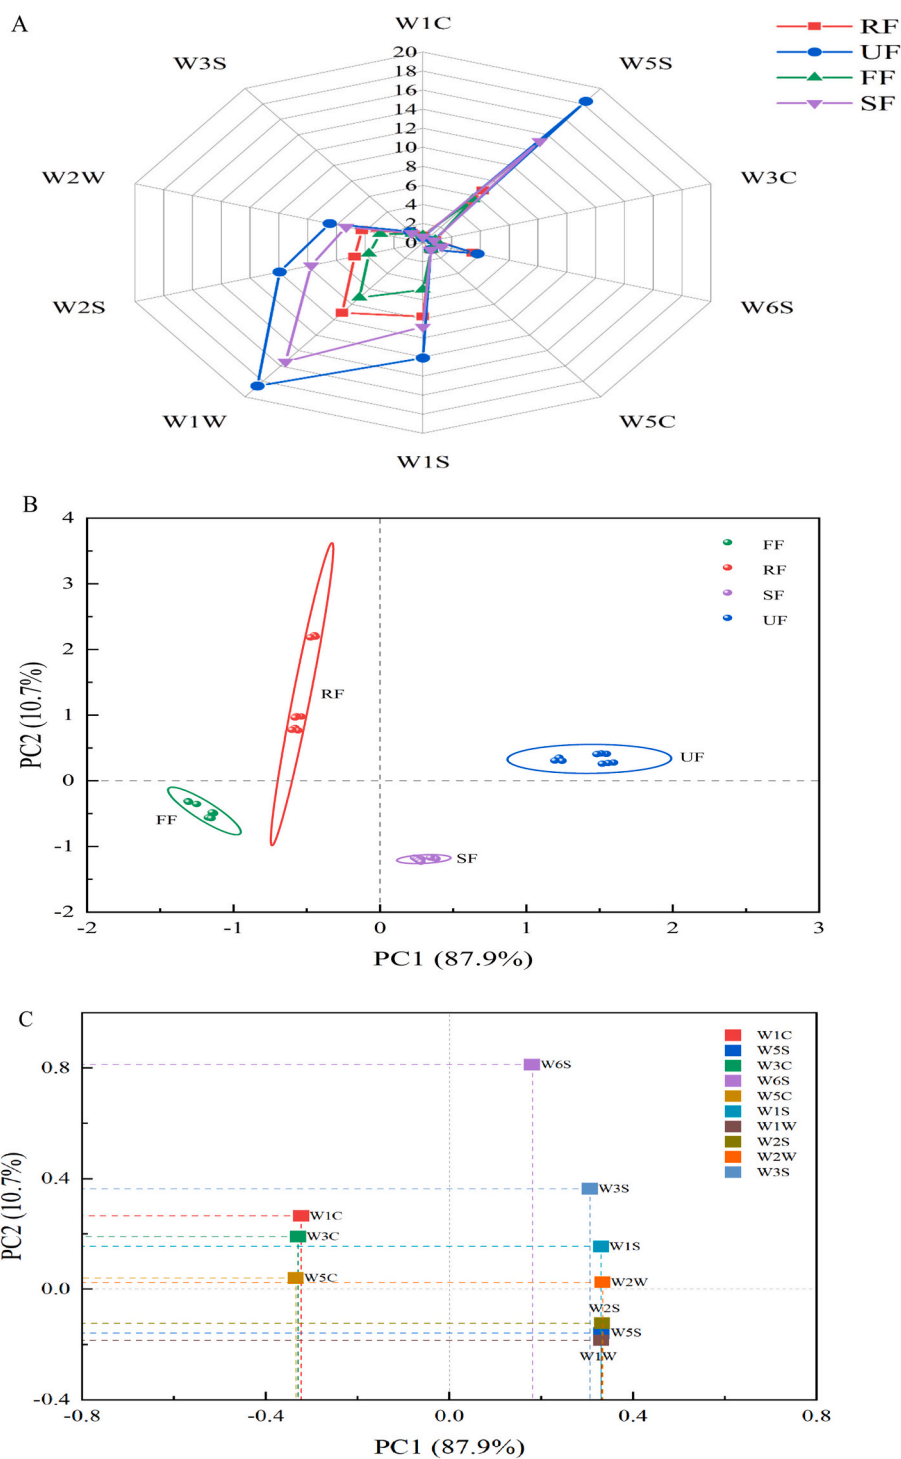 A
W1C
RF
UF
FF
SF
W3S
W5S
20
18
16
14
12
10
8
6
4
2
0
W2W
W3C
W2S
W6S
W1W
W5C
W1S
B
4
3
2
1
0
-1
-2
PC2 (10.7%)
FF
RF
SF
UF
RF
UF
FF
SF
-2
-1
0
1
2
3
PC1 (87.9%)
C
0.8
0.4
0.0
-0.4
PC2 (10.7%)
W1C
W5S
W3C
W6S
W5C
W1S
W1W
W2S
W2W
W3S
W6S
W3S
W1C
W3C
W1S
W5C
W2W
W2S
W5S
W1W
-0.8
-0.4
0.0
0.4
0.8
PC1 (87.9%)